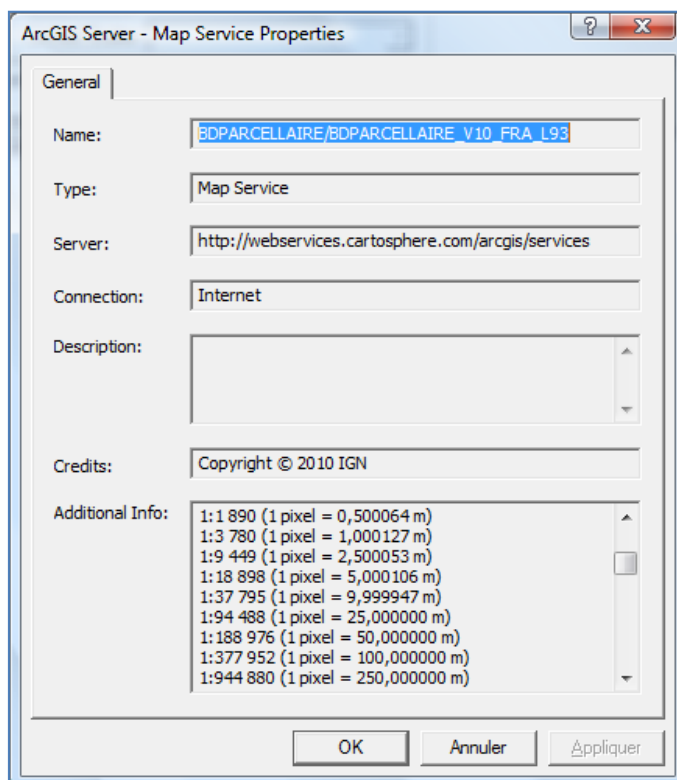 ArcGIS Server - Map Service Properties
General
Name: BDPARCELLAIRE/BDPARCELLAIRE_V10_FRA_L93
Type: Map Service
Server: http://webservices.cartosphere.com/arcgis/services
Connection: Internet
Description:
Credits: Copyright © 2010 IGN
Additional Info: 1:1 890 (1 pixel = 0,500064 m)
1:3 780 (1 pixel = 1,000127 m)
1:9 449 (1 pixel = 2,500053 m)
1:18 898 (1 pixel = 5,000106 m)
1:37 795 (1 pixel = 9,999947 m)
1:94 488 (1 pixel = 25,000000 m)
1:188 976 (1 pixel = 50,000000 m)
1:377 952 (1 pixel = 100,000000 m)
1:944 880 (1 pixel = 250,000000 m)
OK Annuler Appliquer